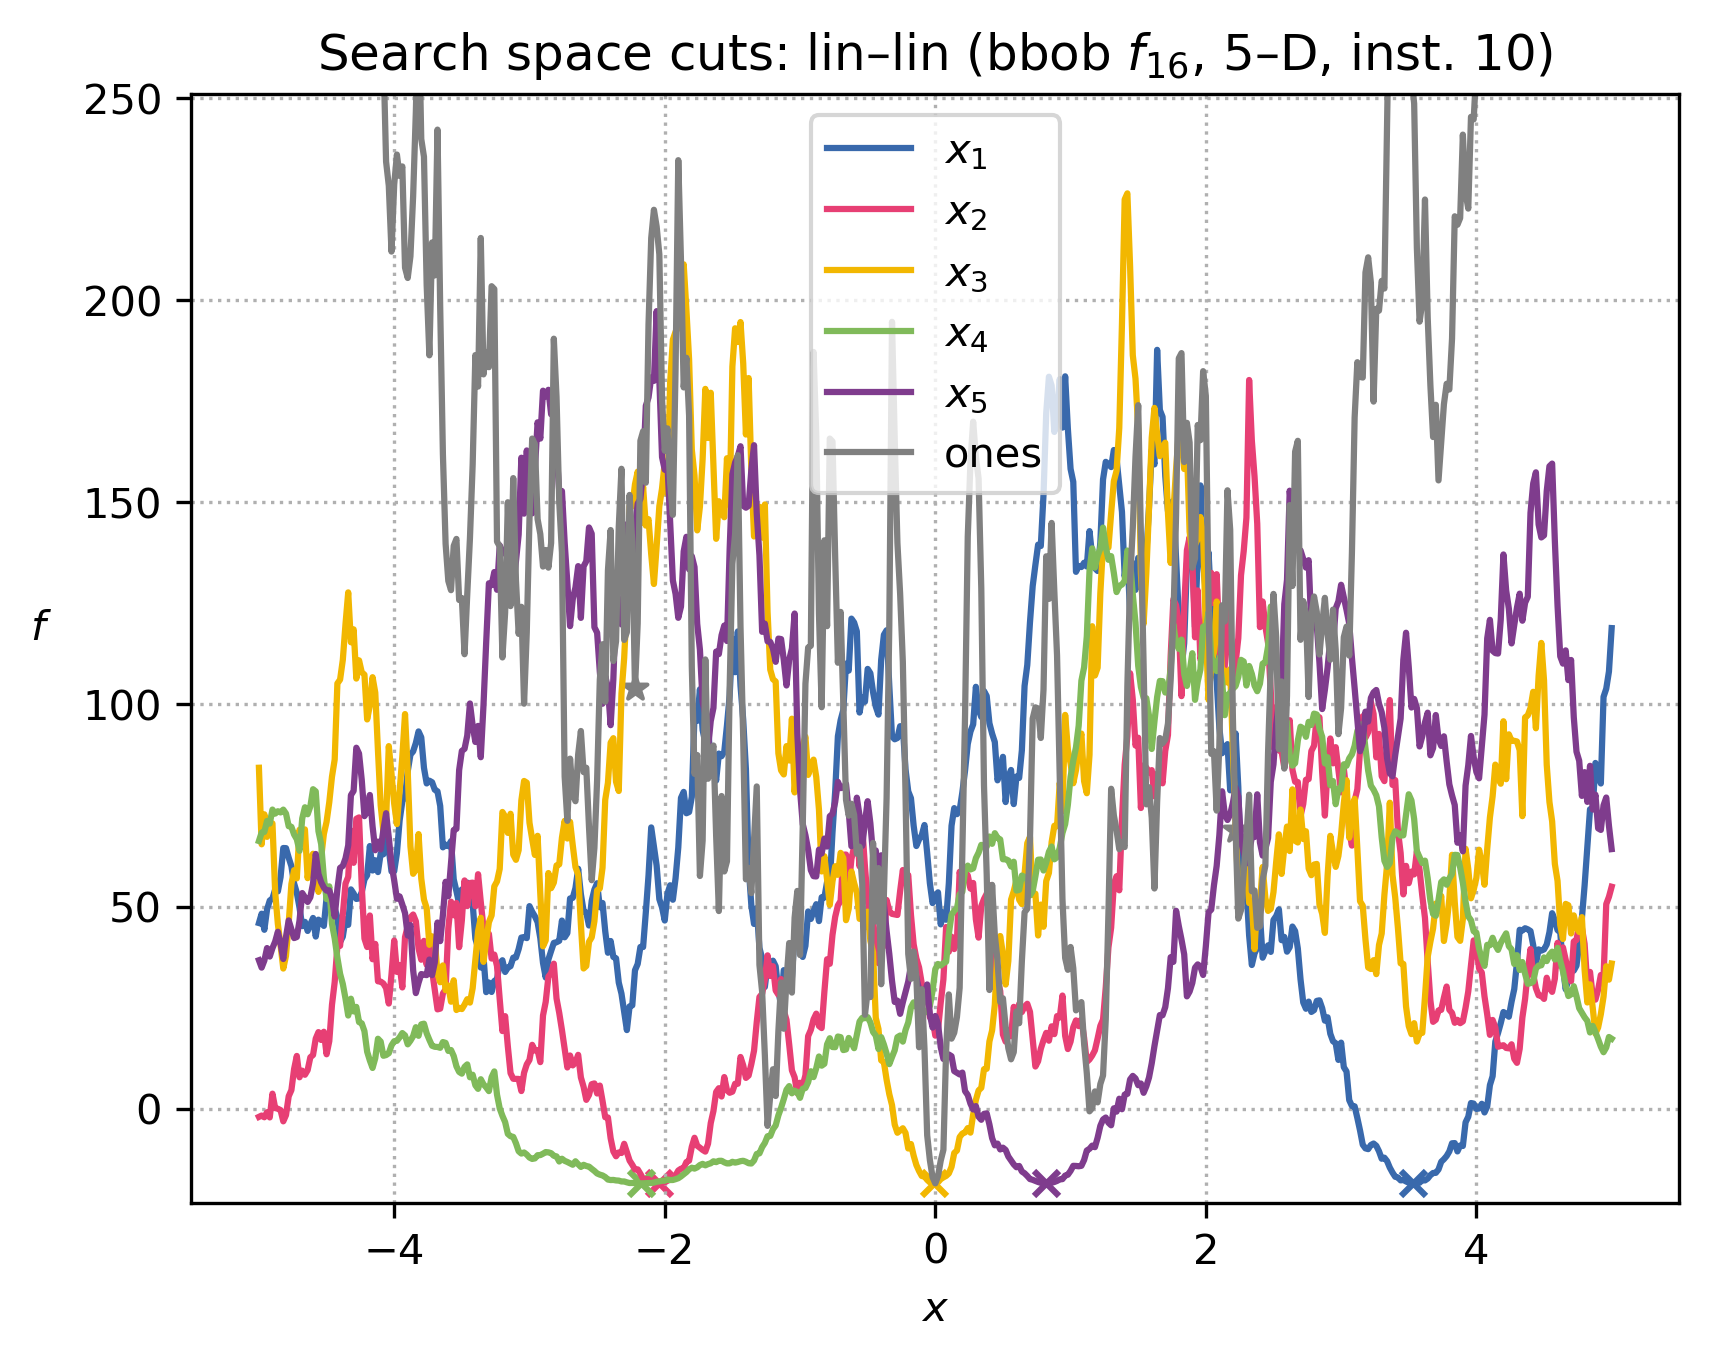 Search space cuts: lin–lin (bbob f₁₆, 5–D, inst. 10)
250
200
150
100
50
0
f
x₁
x₂
x₃
x₄
x₅
ones
−4 −2 0 2 4
x